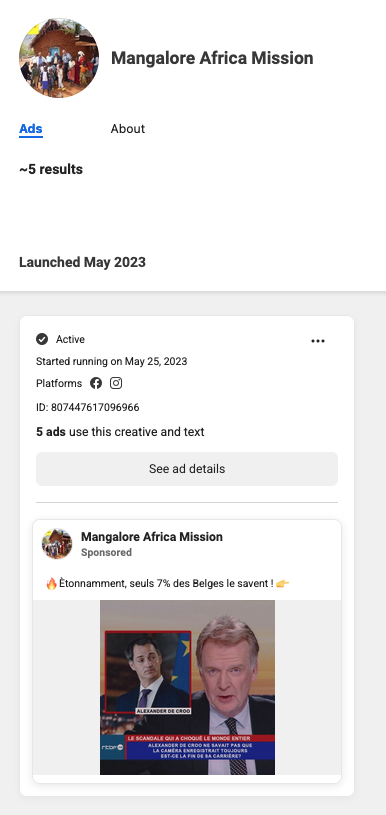 Mangalore Africa Mission
Ads
About
~5 results
Launched May 2023
Active
Started running on May 25, 2023
Platforms
ID: 807447617096966
5 ads use this creative and text
See ad details
Mangalore Africa Mission
Sponsored
🔥Ètonnamment, seuls 7% des Belges le savent ! 👉
ALEXANDER DE CROO
LE SCANDALE QUI A CHOQUÉ LE MONDE ENTIER
rtbf.be
ALEXANDER DE CROO NE SAVAIT PAS QUE
LA CAMÉRA ENREGISTRAIT TOUJOURS
EST-CE LA FIN DE SA CARRIÈRE?